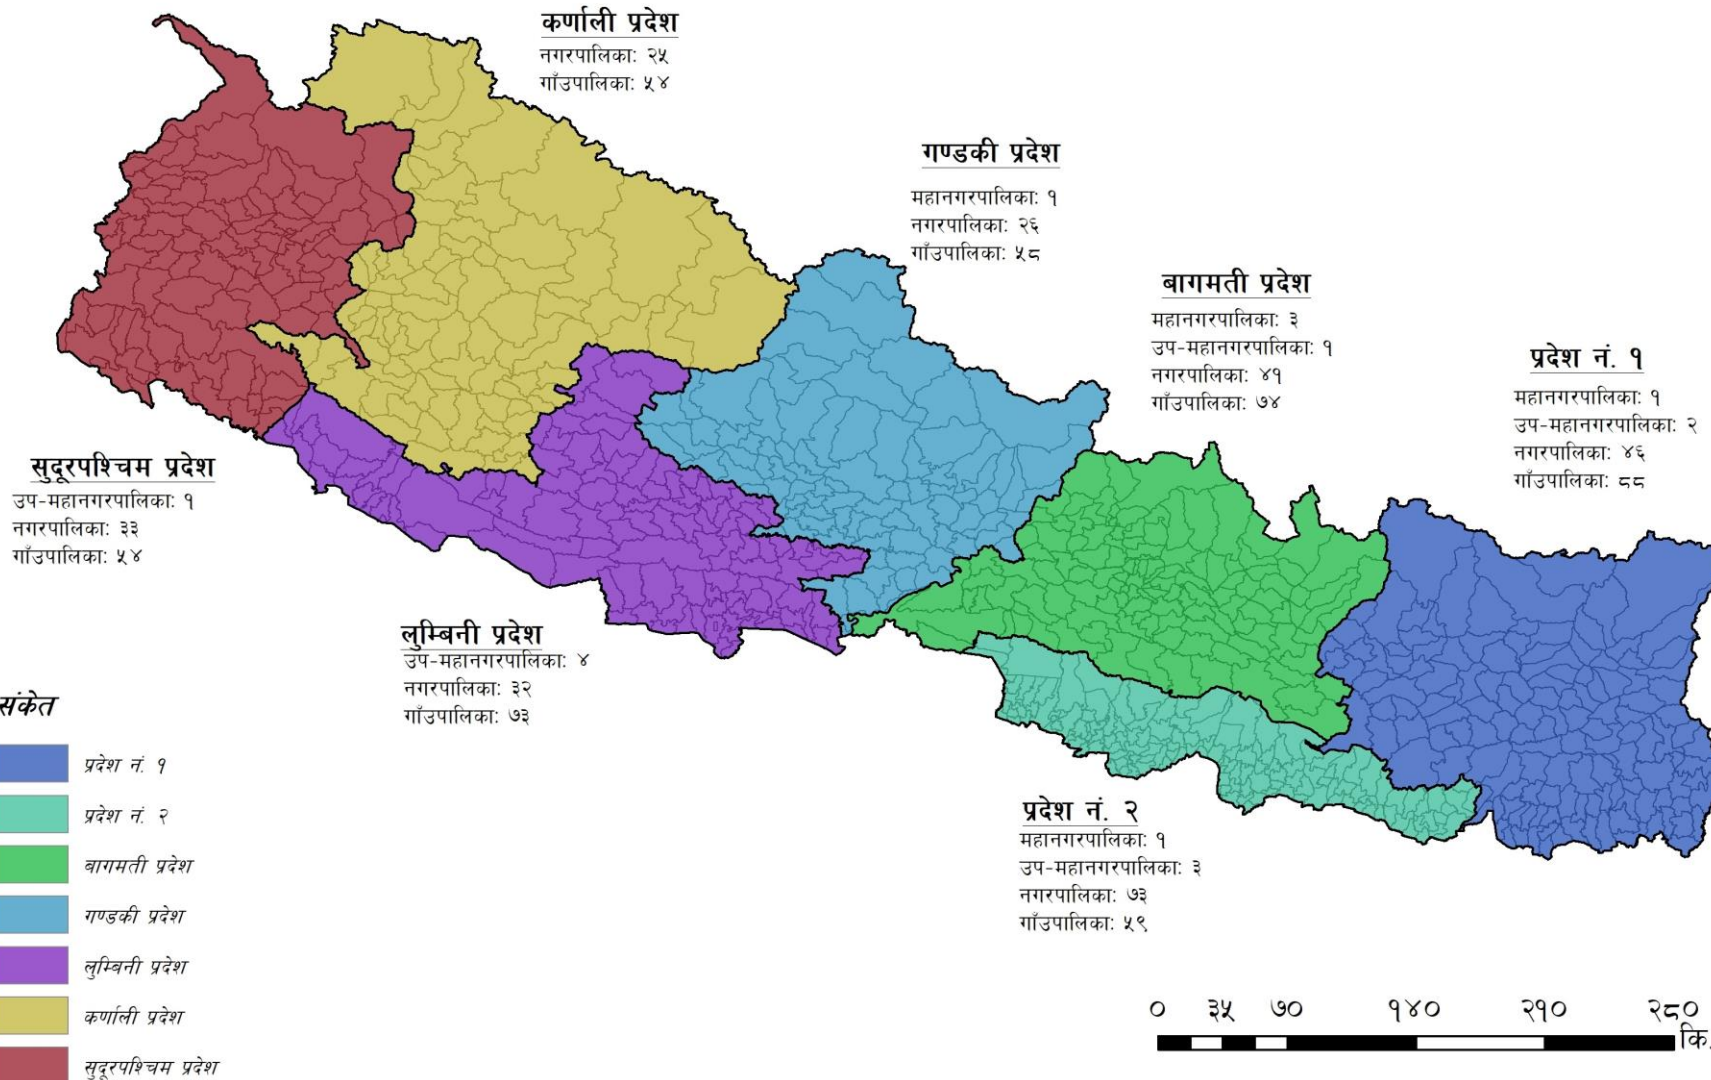 कर्णाली प्रदेश
नगरपालिका: २५
गाँउपालिका: ५४
गण्डकी प्रदेश
महानगरपालिका: १
नगरपालिका: २६
गाँउपालिका: ५८
बागमती प्रदेश
महानगरपालिका: ३
उप-महानगरपालिका: १
नगरपालिका: ४१
गाँउपालिका: ७४
प्रदेश नं. १
महानगरपालिका: १
उप-महानगरपालिका: २
नगरपालिका: ४६
गाँउपालिका: ८८
सुदूरपश्चिम प्रदेश
उप-महानगरपालिका: १
नगरपालिका: ३३
गाँउपालिका: ५४
लुम्बिनी प्रदेश
उप-महानगरपालिका: ४
नगरपालिका: ३२
गाँउपालिका: ७३
प्रदेश नं. २
महानगरपालिका: १
उप-महानगरपालिका: ३
नगरपालिका: ७३
गाँउपालिका: ५९
संकेत
प्रदेश नं. १
प्रदेश नं. २
बागमती प्रदेश
गण्डकी प्रदेश
लुम्बिनी प्रदेश
कर्णाली प्रदेश
सुदूरपश्चिम प्रदेश
० ३५ ७० १४० २१० २८०
कि.